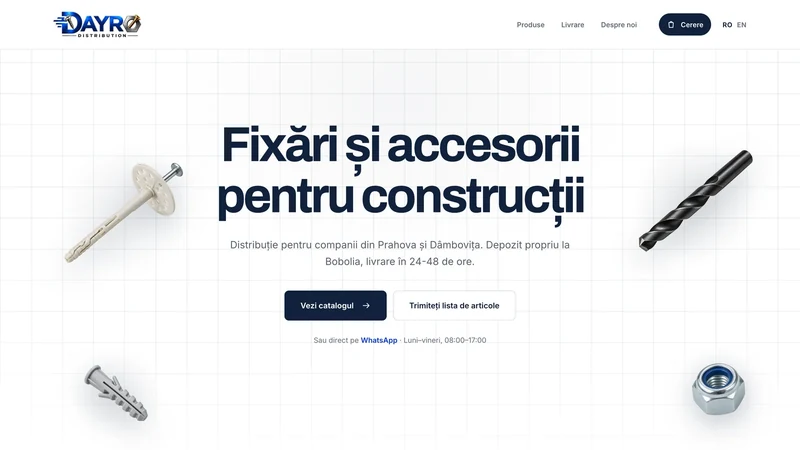 DAYRO
DISTRIBUTION
Produse
Livrare
Despre noi
Cerere
RO EN
Fixări și accesorii
pentru construcții
Distribuție pentru companii din Prahova și Dâmbovița. Depozit propriu la
Bobolia, livrare în 24-48 de ore.
Vezi catalogul →
Trimiteți lista de articole
Sau direct pe WhatsApp · Luni–vineri, 08:00–17:00